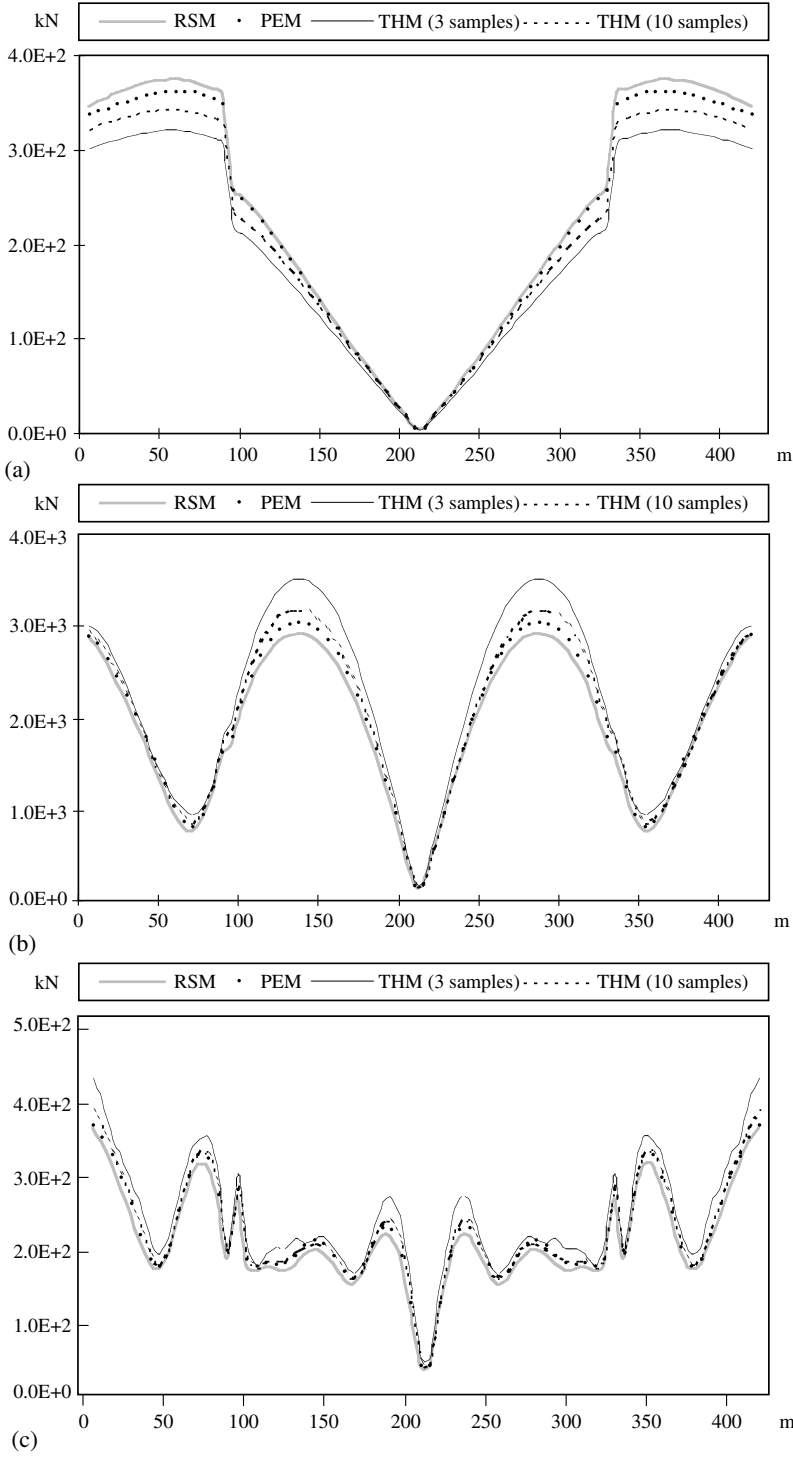 kN
RSM PEM THM (3 samples) THM (10 samples)
4.0E+2
3.0E+2
2.0E+2
1.0E+2
0.0E+0
0 50 100 150 200 250 300 350 400 m
(a)
kN
RSM PEM THM (3 samples) THM (10 samples)
4.0E+3
3.0E+3
2.0E+3
1.0E+3
0.0E+0
0 50 100 150 200 250 300 350 400 m
(b)
kN
RSM PEM THM (3 samples) THM (10 samples)
5.0E+2
4.0E+2
3.0E+2
2.0E+2
1.0E+2
0.0E+0
0 50 100 150 200 250 300 350 400 m
(c)